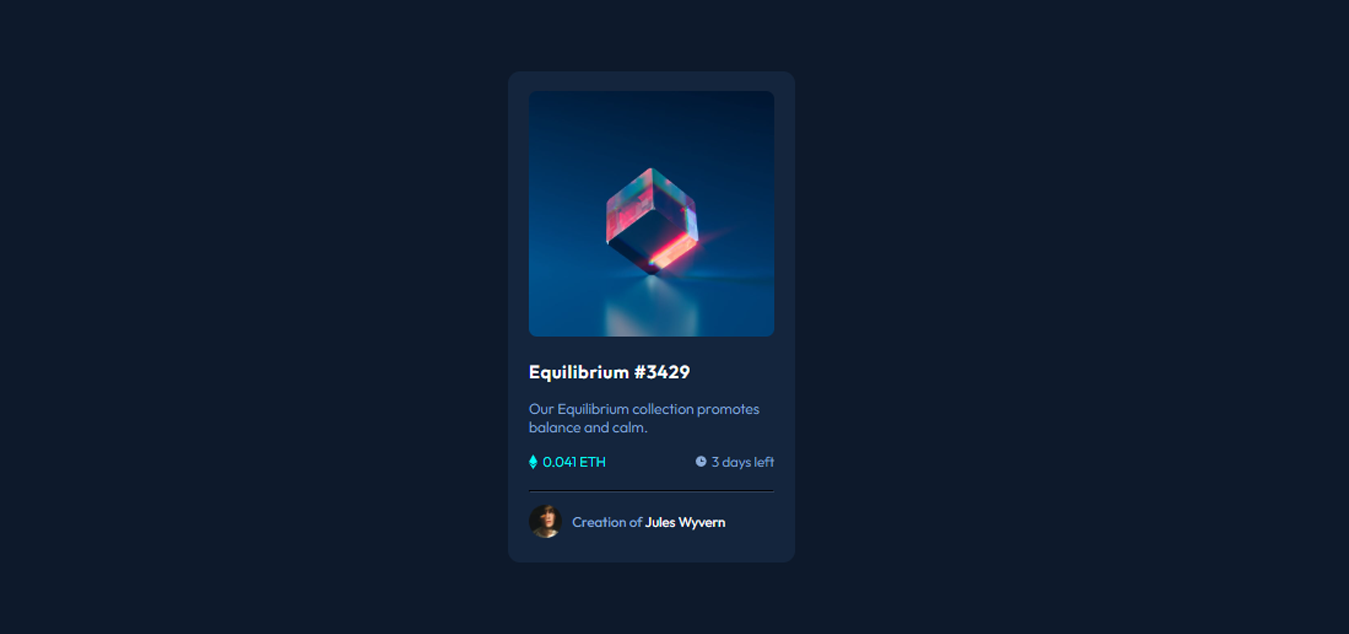 Equilibrium #3429
Our Equilibrium collection promotes
balance and calm.
0.041 ETH
3 days left
Creation of Jules Wyvern